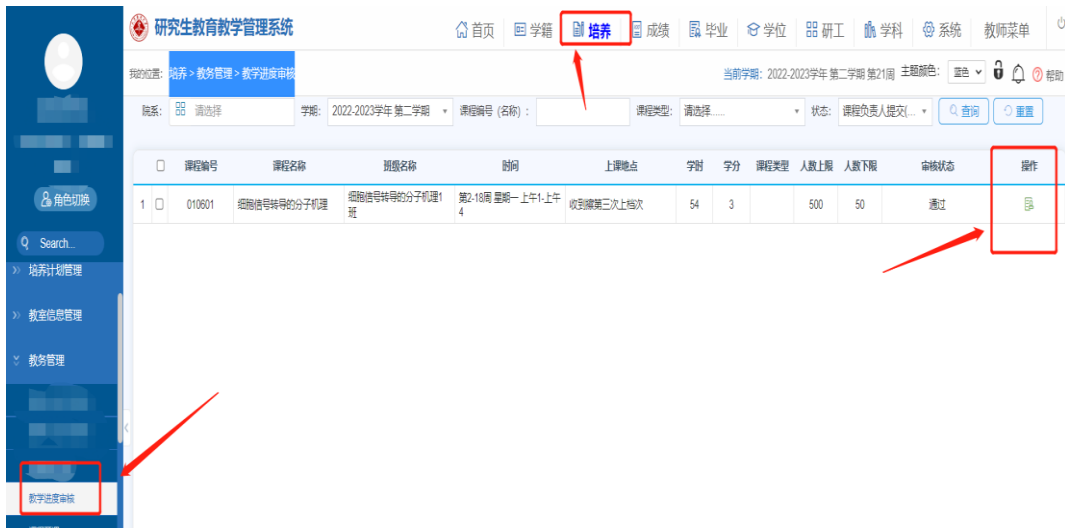 研究生教育教学管理系统
首页 学籍 培养 成绩 毕业 学位 研工 学科 系统 教师菜单
我的位置: 培养 > 教务管理 > 教学进度审核
当前学期: 2022-2023学年 第二学期 第21周 主题颜色: 蓝色 帮助
院系: 请选择 学期: 2022-2023学年 第二学期 课程编号 (名称) : 课程类型: 请选择...... 状态: 课程负责人提交(... 查询 重置
课程编号 课程名称 班级名称 时间 上课地点 学时 学分 课程类型 人数上限 人数下限 审核状态 操作
1 010601 细胞信号转导的分子机理 细胞信号转导的分子机理1班 第2-18周 星期一 上午1-上午4 收到擦第三次上档次 54 3 500 50 通过
角色切换
Search...
培养计划管理
教室信息管理
教务管理
教学进度审核